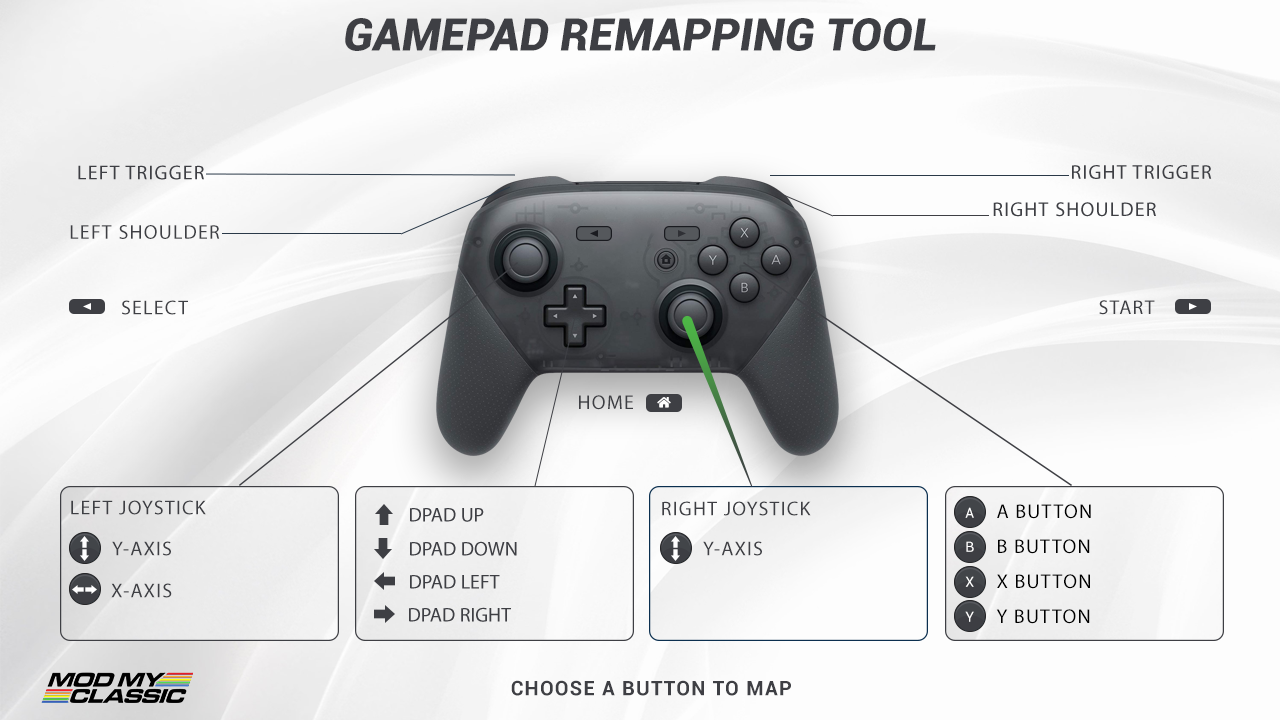 GAMEPAD REMAPPING TOOL
LEFT TRIGGER
RIGHT TRIGGER
RIGHT SHOULDER
LEFT SHOULDER
X
Y
A
B
SELECT
START
HOME
LEFT JOYSTICK
Y-AXIS
X-AXIS
DPAD UP
DPAD DOWN
DPAD LEFT
DPAD RIGHT
RIGHT JOYSTICK
Y-AXIS
A A BUTTON
B B BUTTON
X X BUTTON
Y Y BUTTON
MOD MY
CLASSIC
CHOOSE A BUTTON TO MAP